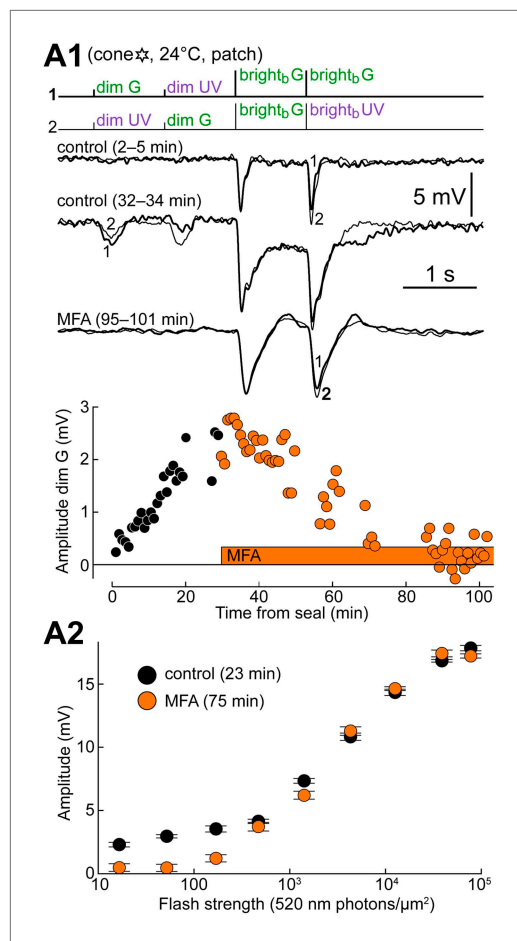 A1 (cone☆, 24°C, patch)
dim G dim UV bright_b G bright_b G
1
dim UV dim G bright_b G bright_b UV
2
control (2–5 min)
1
5 mV
2
control (32–34 min)
2
1
1 s
MFA (95–101 min)
1
2
3
2
1
0
Amplitude dim G (mV)
MFA
0 20 40 60 80 100
Time from seal (min)
A2
control (23 min)
MFA (75 min)
15
10
5
0
Amplitude (mV)
10 100 10³ 10⁴ 10⁵
Flash strength (520 nm photons/µm²)